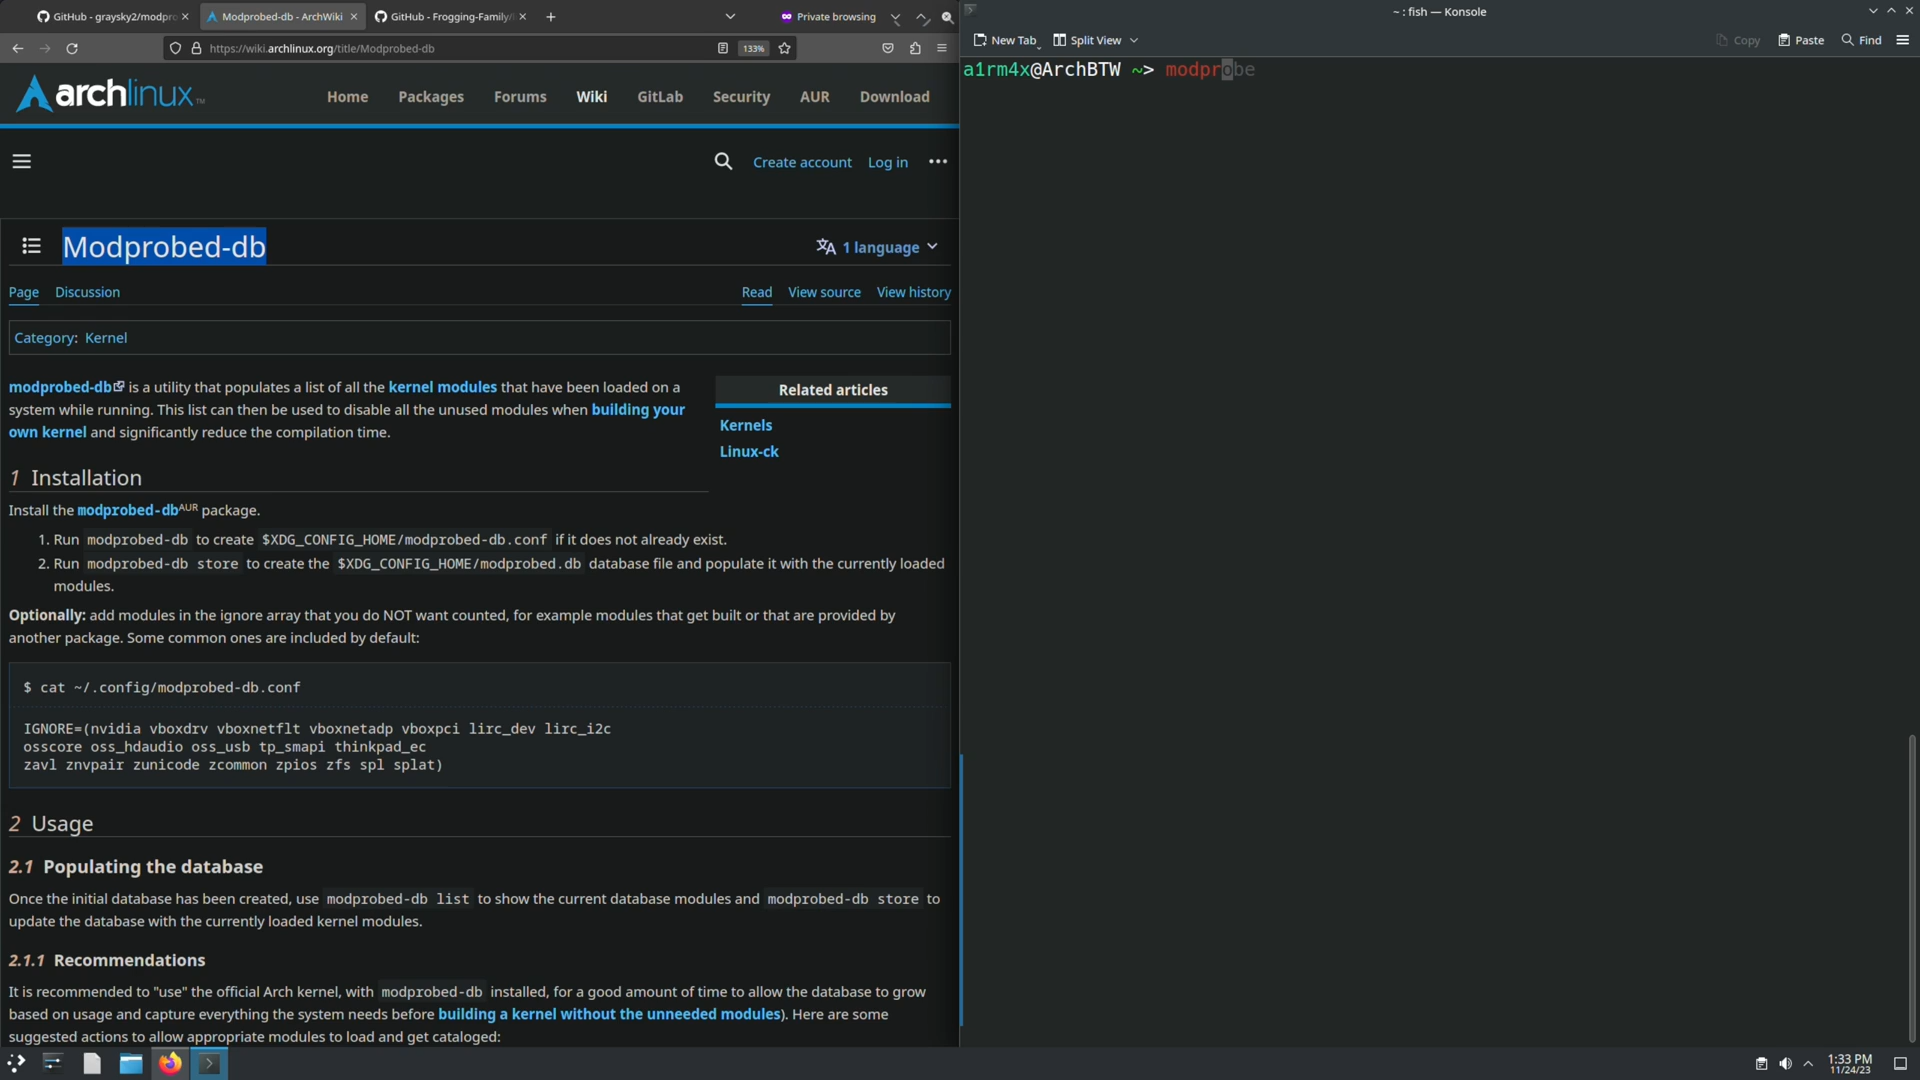 GitHub - graysky2/modpro
Modprobed-db - ArchWiki
GitHub - Frogging-Family/l
Private browsing
https://wiki.archlinux.org/title/Modprobed-db
133%
archlinux
Home Packages Forums Wiki GitLab Security AUR Download
Create account Log in
Modprobed-db
1 language
Page Discussion Read View source View history
Category: Kernel
modprobed-db is a utility that populates a list of all the kernel modules that have been loaded on a
system while running. This list can then be used to disable all the unused modules when building your
own kernel and significantly reduce the compilation time.
Related articles
Kernels
Linux-ck
1 Installation
Install the modprobed-dbAUR package.
1. Run modprobed-db to create $XDG_CONFIG_HOME/modprobed-db.conf if it does not already exist.
2. Run modprobed-db store to create the $XDG_CONFIG_HOME/modprobed.db database file and populate it with the currently loaded
modules.
Optionally: add modules in the ignore array that you do NOT want counted, for example modules that get built or that are provided by
another package. Some common ones are included by default:
$ cat ~/.config/modprobed-db.conf
IGNORE=(nvidia vboxdrv vboxnetflt vboxnetadp vboxpci lirc_dev lirc_i2c
osscore oss_hdaudio oss_usb tp_smapi thinkpad_ec
zavl znvpair zunicode zcommon zpios zfs spl splat)
2 Usage
2.1 Populating the database
Once the initial database has been created, use modprobed-db list to show the current database modules and modprobed-db store to
update the database with the currently loaded kernel modules.
2.1.1 Recommendations
It is recommended to "use" the official Arch kernel, with modprobed-db installed, for a good amount of time to allow the database to grow
based on usage and capture everything the system needs before building a kernel without the unneeded modules). Here are some
suggested actions to allow appropriate modules to load and get cataloged:
~ : fish — Konsole
New Tab Split View Copy Paste Find
a1rm4x@ArchBTW ~> modprobe
1:33 PM
11/24/23